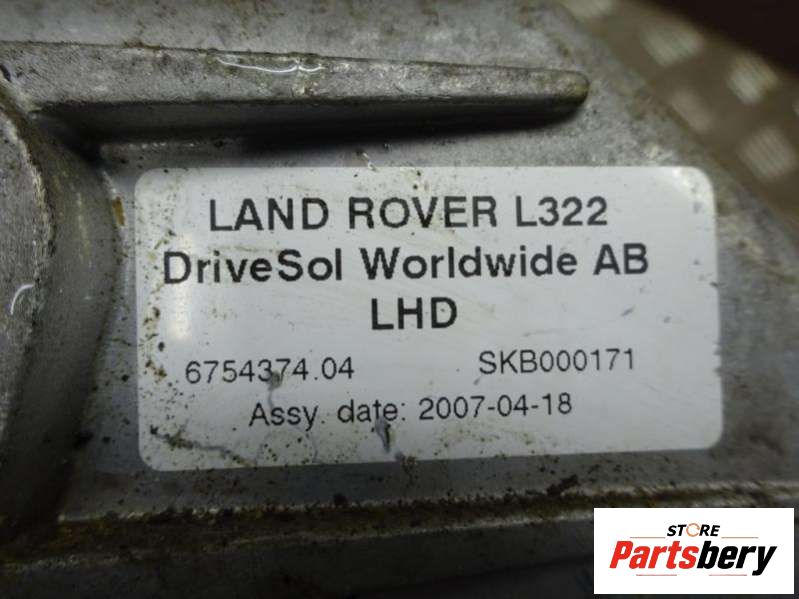 LAND ROVER L322
DriveSol Worldwide AB
LHD
6754374.04 SKB000171
Assy. date: 2007-04-18
STORE
Partsbery